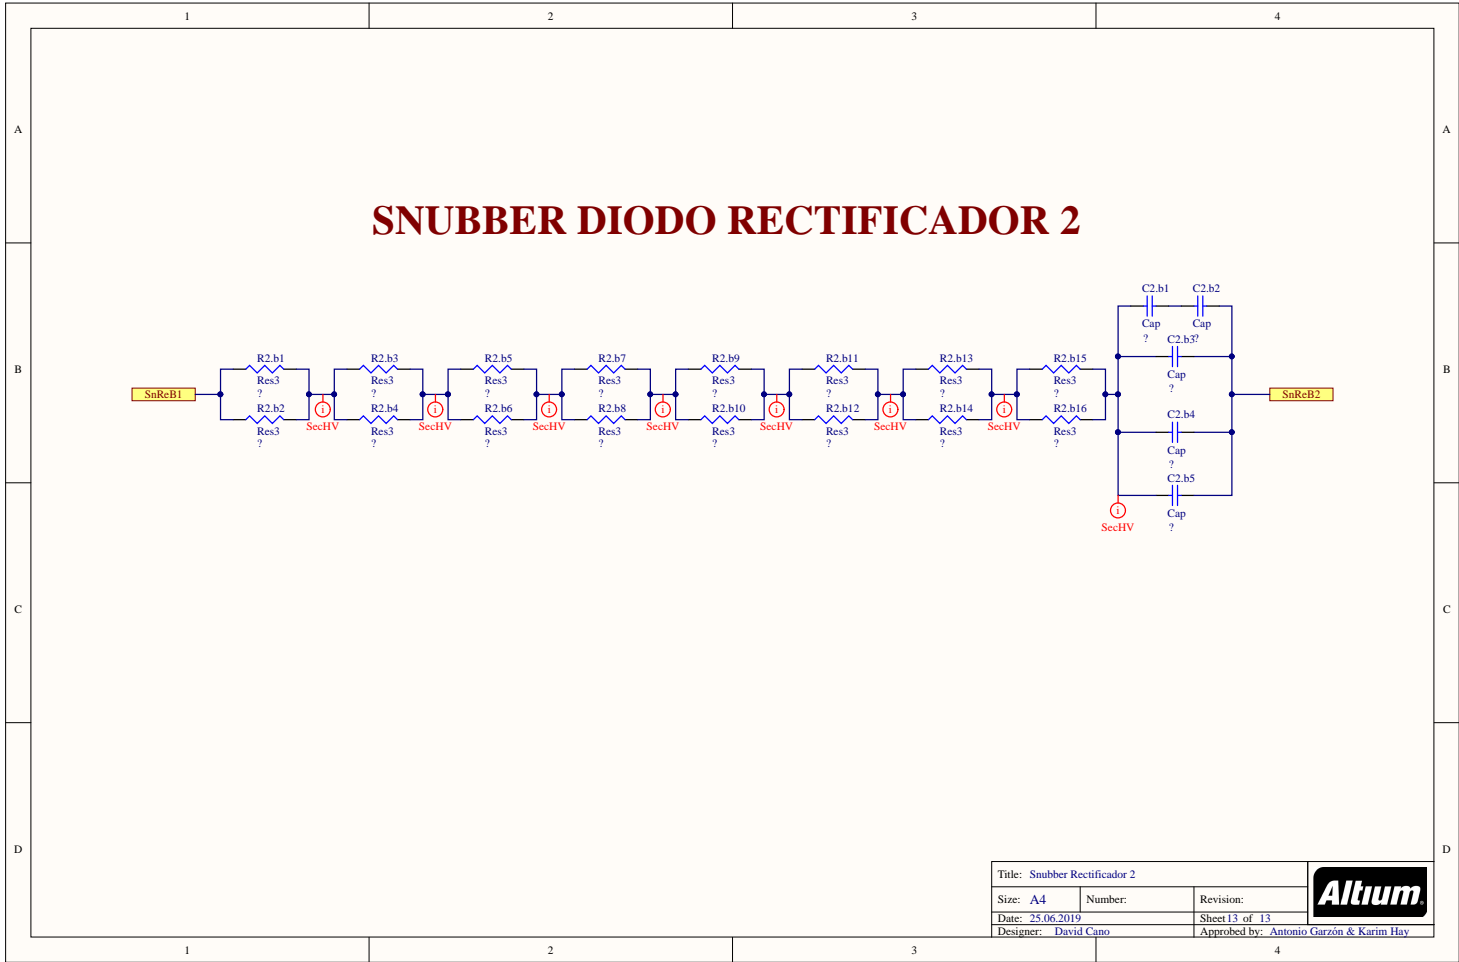 1 2 3 4
A A
SNUBBER DIODO RECTIFICADOR 2
C2.b1 C2.b2
Cap Cap
? ?
C2.b3
Cap
?
B B
R2.b1 R2.b3 R2.b5 R2.b7 R2.b9 R2.b11 R2.b13 R2.b15
Res3 Res3 Res3 Res3 Res3 Res3 Res3 Res3
? ? ? ? ? ? ? ?
SnReB1 SnReB2
R2.b2 R2.b4 R2.b6 R2.b8 R2.b10 R2.b12 R2.b14 R2.b16
i i i i i i i
SecHV SecHV SecHV SecHV SecHV SecHV SecHV
Res3 Res3 Res3 Res3 Res3 Res3 Res3 Res3
? ? ? ? ? ? ? ?
C2.b4
Cap
?
C2.b5
Cap
?
i
SecHV
C C
D D
Title: Snubber Rectificador 2
Altium
Size: A4 Number: Revision:
Date: 25.06.2019 Sheet 13 of 13
Designer: David Cano Approved by: Antonio Garzón & Karim Hay
1 2 3 4